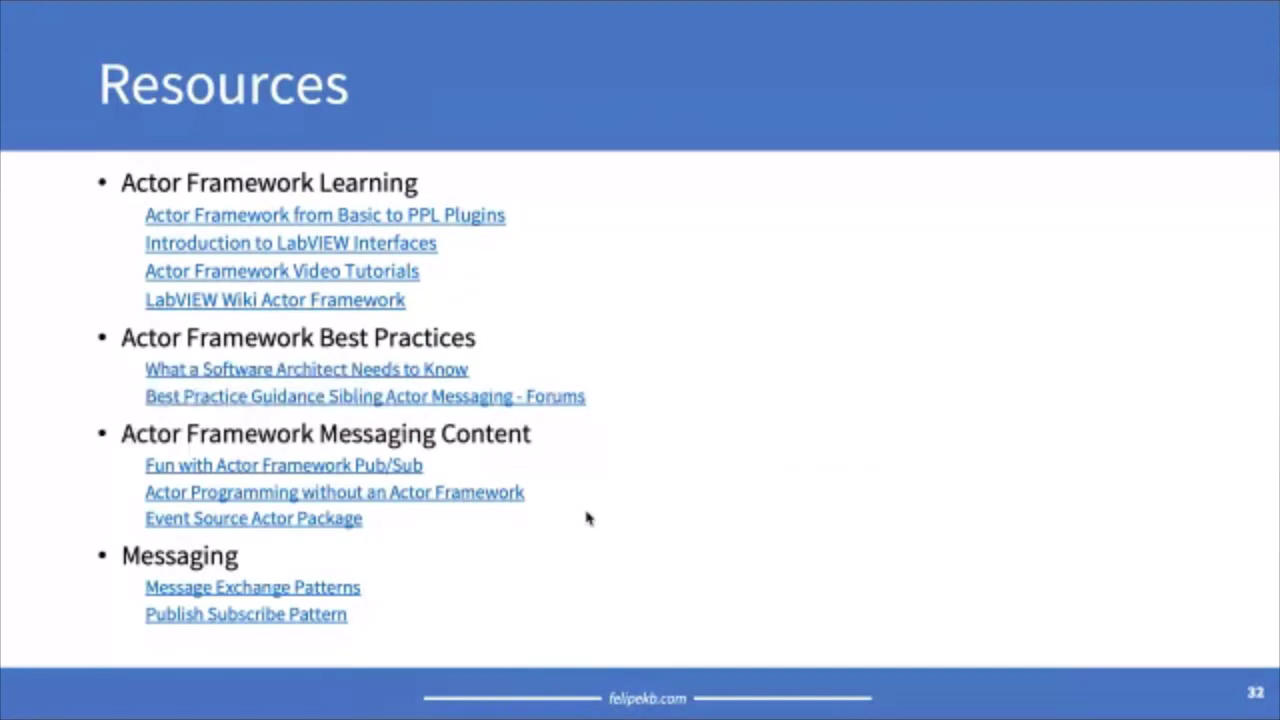 Resources
• Actor Framework Learning
Actor Framework from Basic to PPL Plugins
Introduction to LabVIEW Interfaces
Actor Framework Video Tutorials
LabVIEW Wiki Actor Framework
• Actor Framework Best Practices
What a Software Architect Needs to Know
Best Practice Guidance Sibling Actor Messaging - Forums
• Actor Framework Messaging Content
Fun with Actor Framework Pub/Sub
Actor Programming without an Actor Framework
Event Source Actor Package
• Messaging
Message Exchange Patterns
Publish Subscribe Pattern
felipekb.com
32